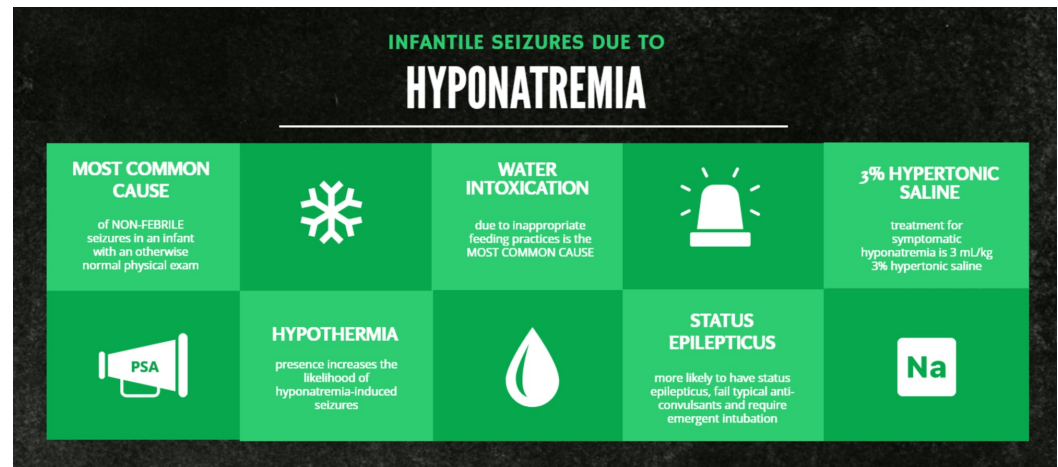 INFANTILE SEIZURES DUE TO
HYPONATREMIA
MOST COMMON
CAUSE
of NON-FEBRILE
seizures in an infant
with an otherwise
normal physical exam
WATER
INTOXICATION
due to inappropriate
feeding practices is the
MOST COMMON CAUSE
3% HYPERTONIC
SALINE
treatment for
symptomatic
hyponatremia is 3 mL/kg
3% hypertonic saline
PSA
HYPOTHERMIA
presence increases the
likelihood of
hyponatremia-induced
seizures
STATUS
EPILEPTICUS
more likely to have status
epilepticus, fail typical anti-
convulsants and require
emergent intubation
Na